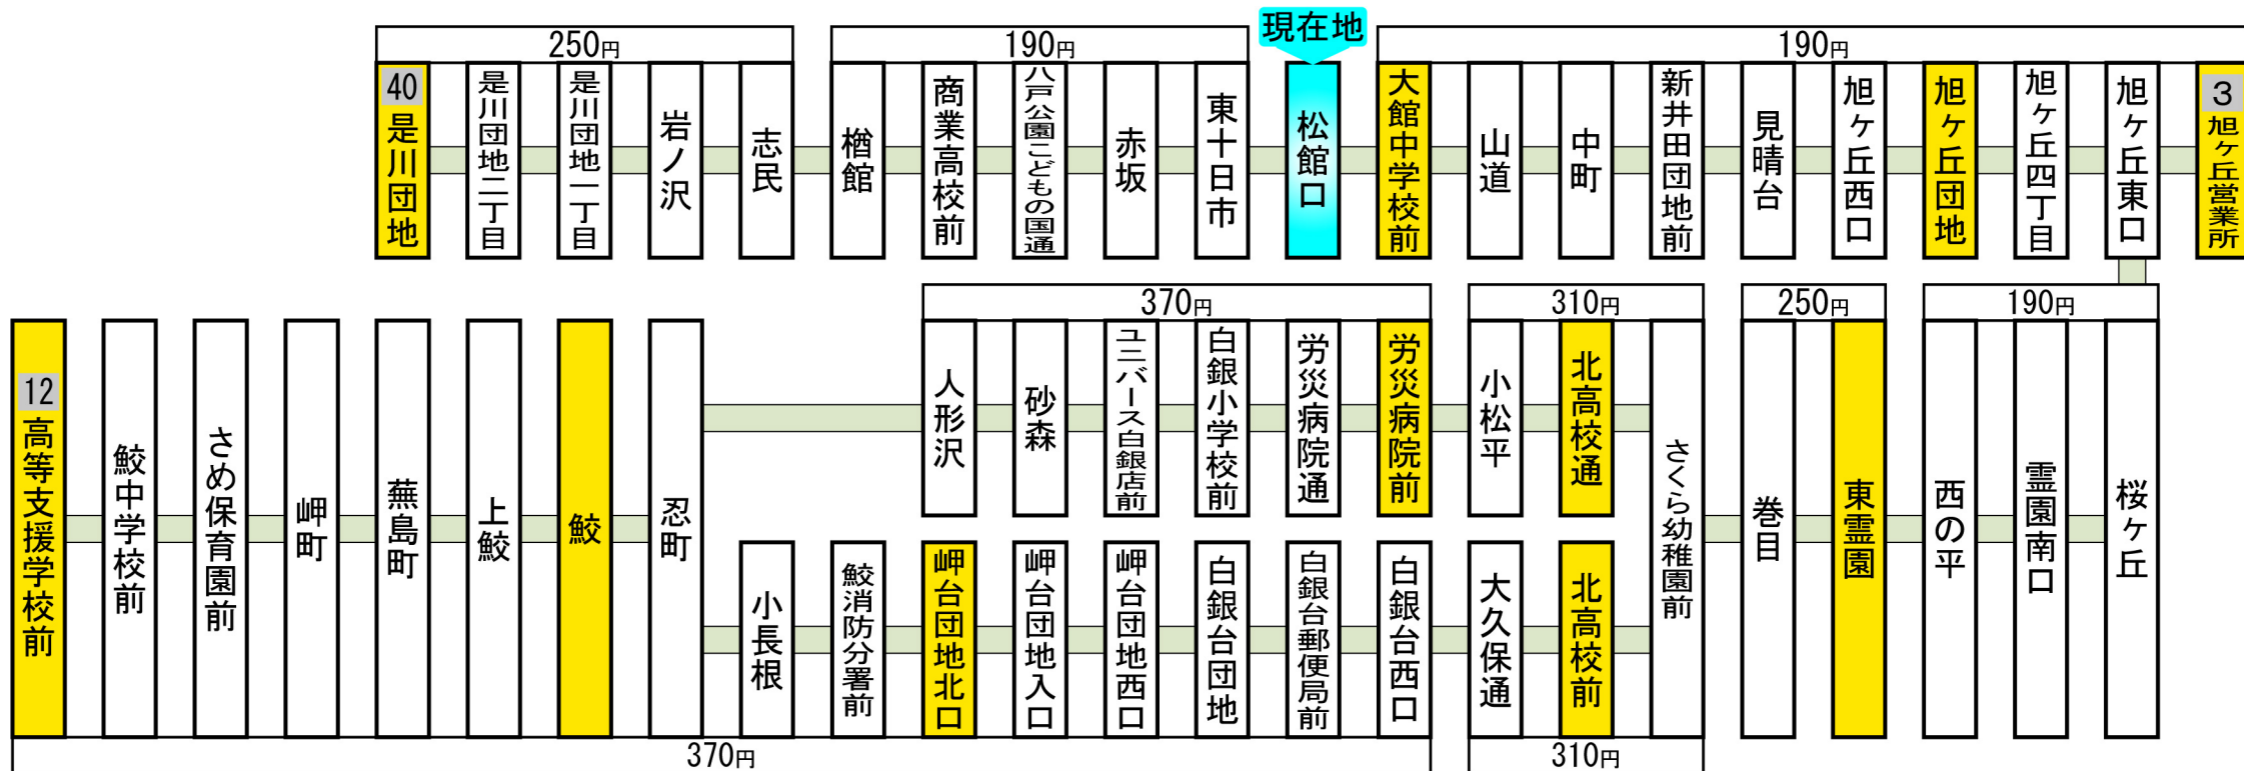 現在地
250円
190円
190円
40 是川団地
是川団地二丁目
是川団地一丁目
岩ノ沢
志民
楢館
商業高校前
八戸公園こどもの国通
赤坂
東十日市
松館口
大館中学校前
山道
中町
新井田団地前
見晴台
旭ヶ丘西口
旭ヶ丘団地
旭ヶ丘四丁目
旭ヶ丘東口
3 旭ヶ丘営業所
370円
310円
250円
190円
12 高等支援学校前
鮫中学校前
さめ保育園前
岬町
蕪島町
上鮫
鮫
忍町
人形沢
砂森
ユニバース白銀店前
白銀小学校前
労災病院通
労災病院前
小松平
北高校通
さくら幼稚園前
巻目
東霊園
西の平
霊園南口
桜ヶ丘
小長根
鮫消防分署前
岬台団地北口
岬台団地入口
岬台団地西口
白銀台団地
白銀台郵便局前
白銀台西口
大久保通
北高校前
370円
310円